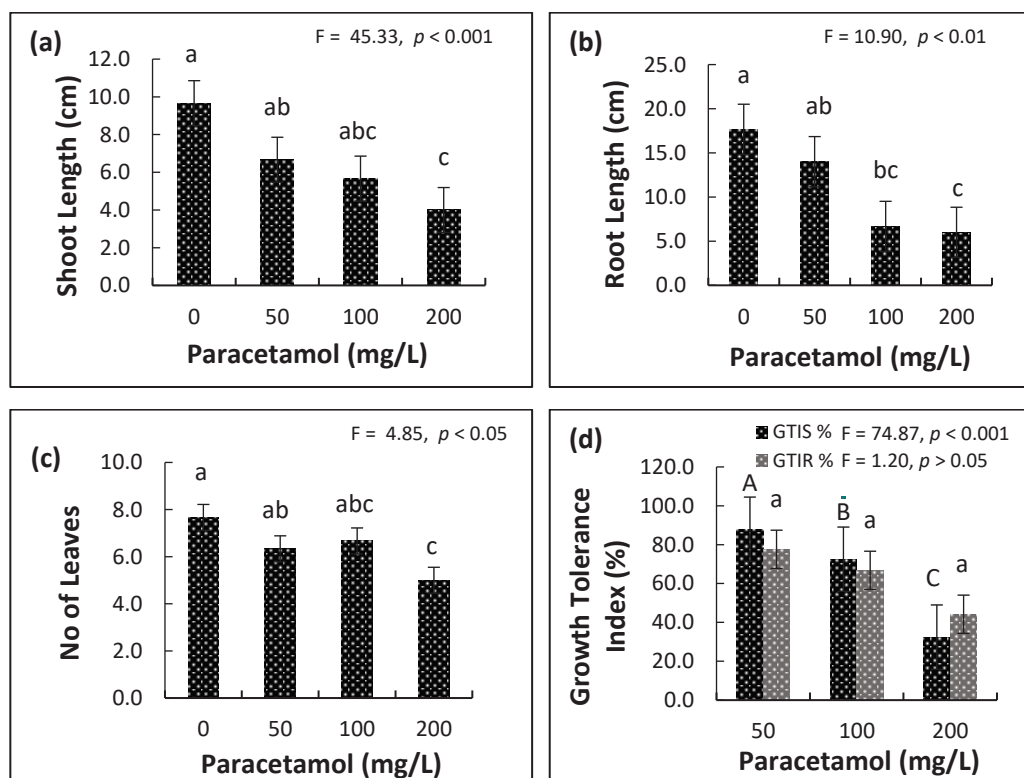 (a)
F = 45.33, p < 0.001
Shoot Length (cm)
12.0
10.0
8.0
6.0
4.0
2.0
0.0
a
ab
abc
c
0 50 100 200
Paracetamol (mg/L)
(b)
F = 10.90, p < 0.01
Root Length (cm)
25.0
20.0
15.0
10.0
5.0
0.0
a
ab
bc
c
0 50 100 200
Paracetamol (mg/L)
(c)
F = 4.85, p < 0.05
No of Leaves
10.0
8.0
6.0
4.0
2.0
0.0
a
ab
abc
c
0 50 100 200
Paracetamol (mg/L)
(d)
GTIS % F = 74.87, p < 0.001
GTIR % F = 1.20, p > 0.05
Growth Tolerance
Index (%)
120.0
100.0
80.0
60.0
40.0
20.0
0.0
A
a
B
a
C
a
50 100 200
Paracetamol (mg/L)